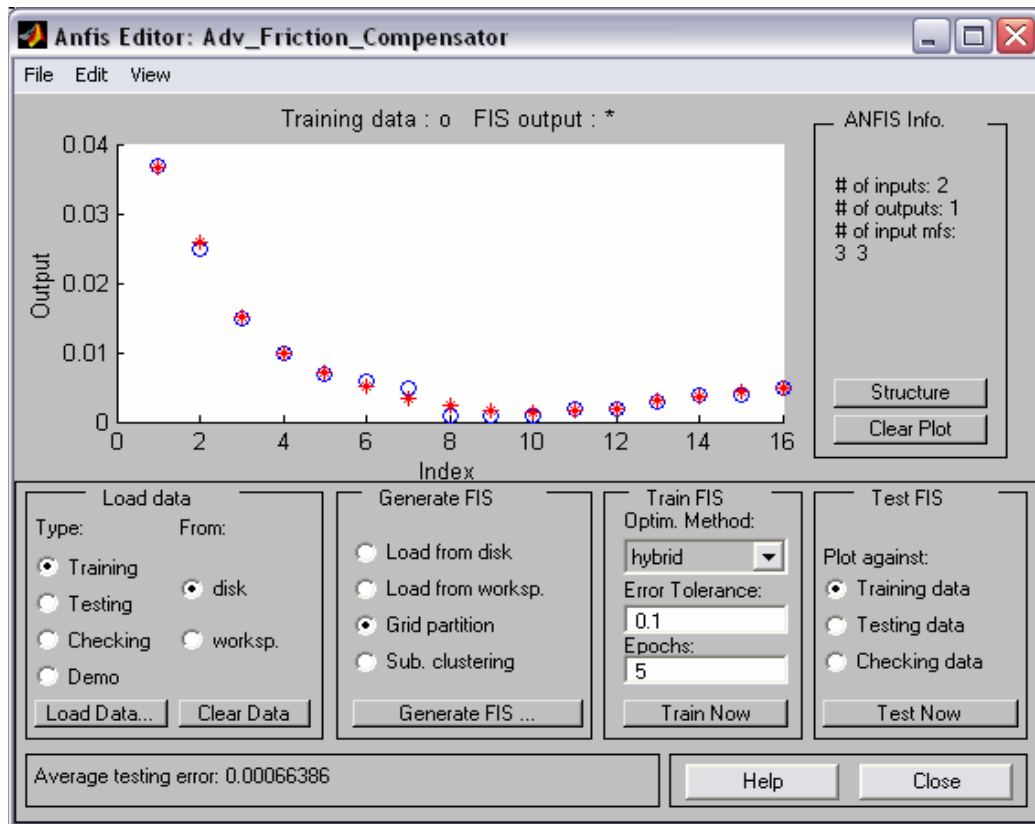 Anfis Editor: Adv_Friction_Compensator
File Edit View
Training data : o FIS output : *
0.04
0.03
0.02
0.01
0
Output
0 2 4 6 8 10 12 14 16
Index
ANFIS Info.
# of inputs: 2
# of outputs: 1
# of input mfs:
3 3
Structure
Clear Plot
Load data
Type: From:
Training
Testing
Checking
Demo
disk
worksp.
Load Data... Clear Data
Generate FIS
Load from disk
Load from worksp.
Grid partition
Sub. clustering
Generate FIS ...
Train FIS
Optim. Method:
hybrid
Error Tolerance:
0.1
Epochs:
5
Train Now
Test FIS
Plot against:
Training data
Testing data
Checking data
Test Now
Average testing error: 0.00066386
Help Close